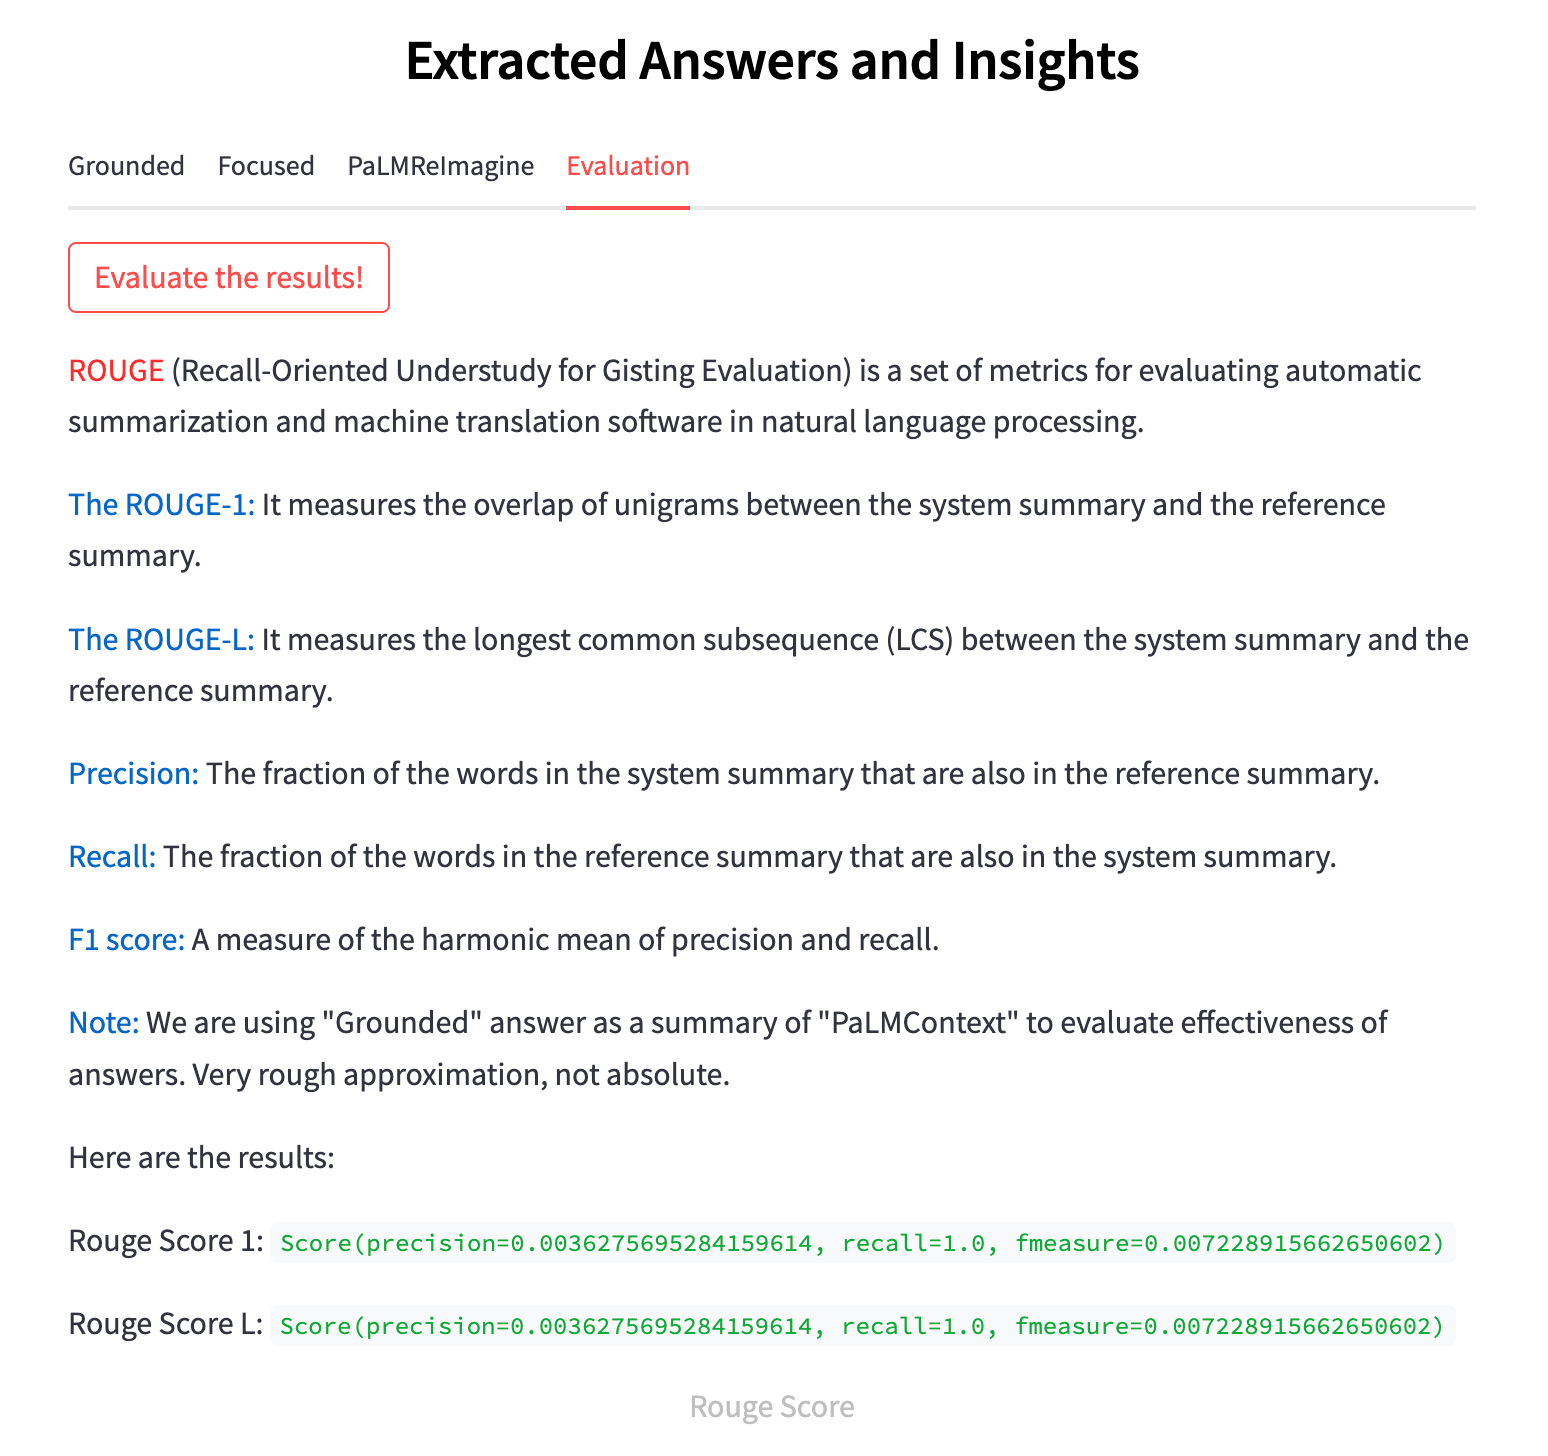 Extracted Answers and Insights
Grounded Focused PaLMReImagine Evaluation
Evaluate the results!
ROUGE (Recall-Oriented Understudy for Gisting Evaluation) is a set of metrics for evaluating automatic
summarization and machine translation software in natural language processing.
The ROUGE-1: It measures the overlap of unigrams between the system summary and the reference
summary.
The ROUGE-L: It measures the longest common subsequence (LCS) between the system summary and the
reference summary.
Precision: The fraction of the words in the system summary that are also in the reference summary.
Recall: The fraction of the words in the reference summary that are also in the system summary.
F1 score: A measure of the harmonic mean of precision and recall.
Note: We are using "Grounded" answer as a summary of "PaLMContext" to evaluate effectiveness of
answers. Very rough approximation, not absolute.
Here are the results:
Rouge Score 1: Score(precision=0.0036275695284159614, recall=1.0, fmeasure=0.007228915662650602)
Rouge Score L: Score(precision=0.0036275695284159614, recall=1.0, fmeasure=0.007228915662650602)
Rouge Score